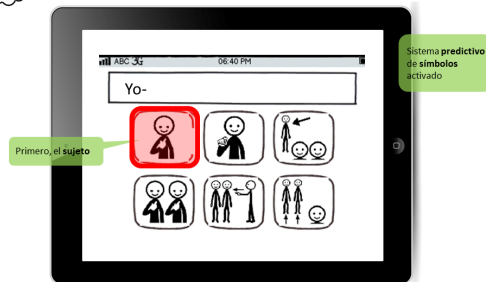 ABC 3G 06:40 PM
Yo-
Sistema predictivo
de símbolos
activado
Primero, el sujeto